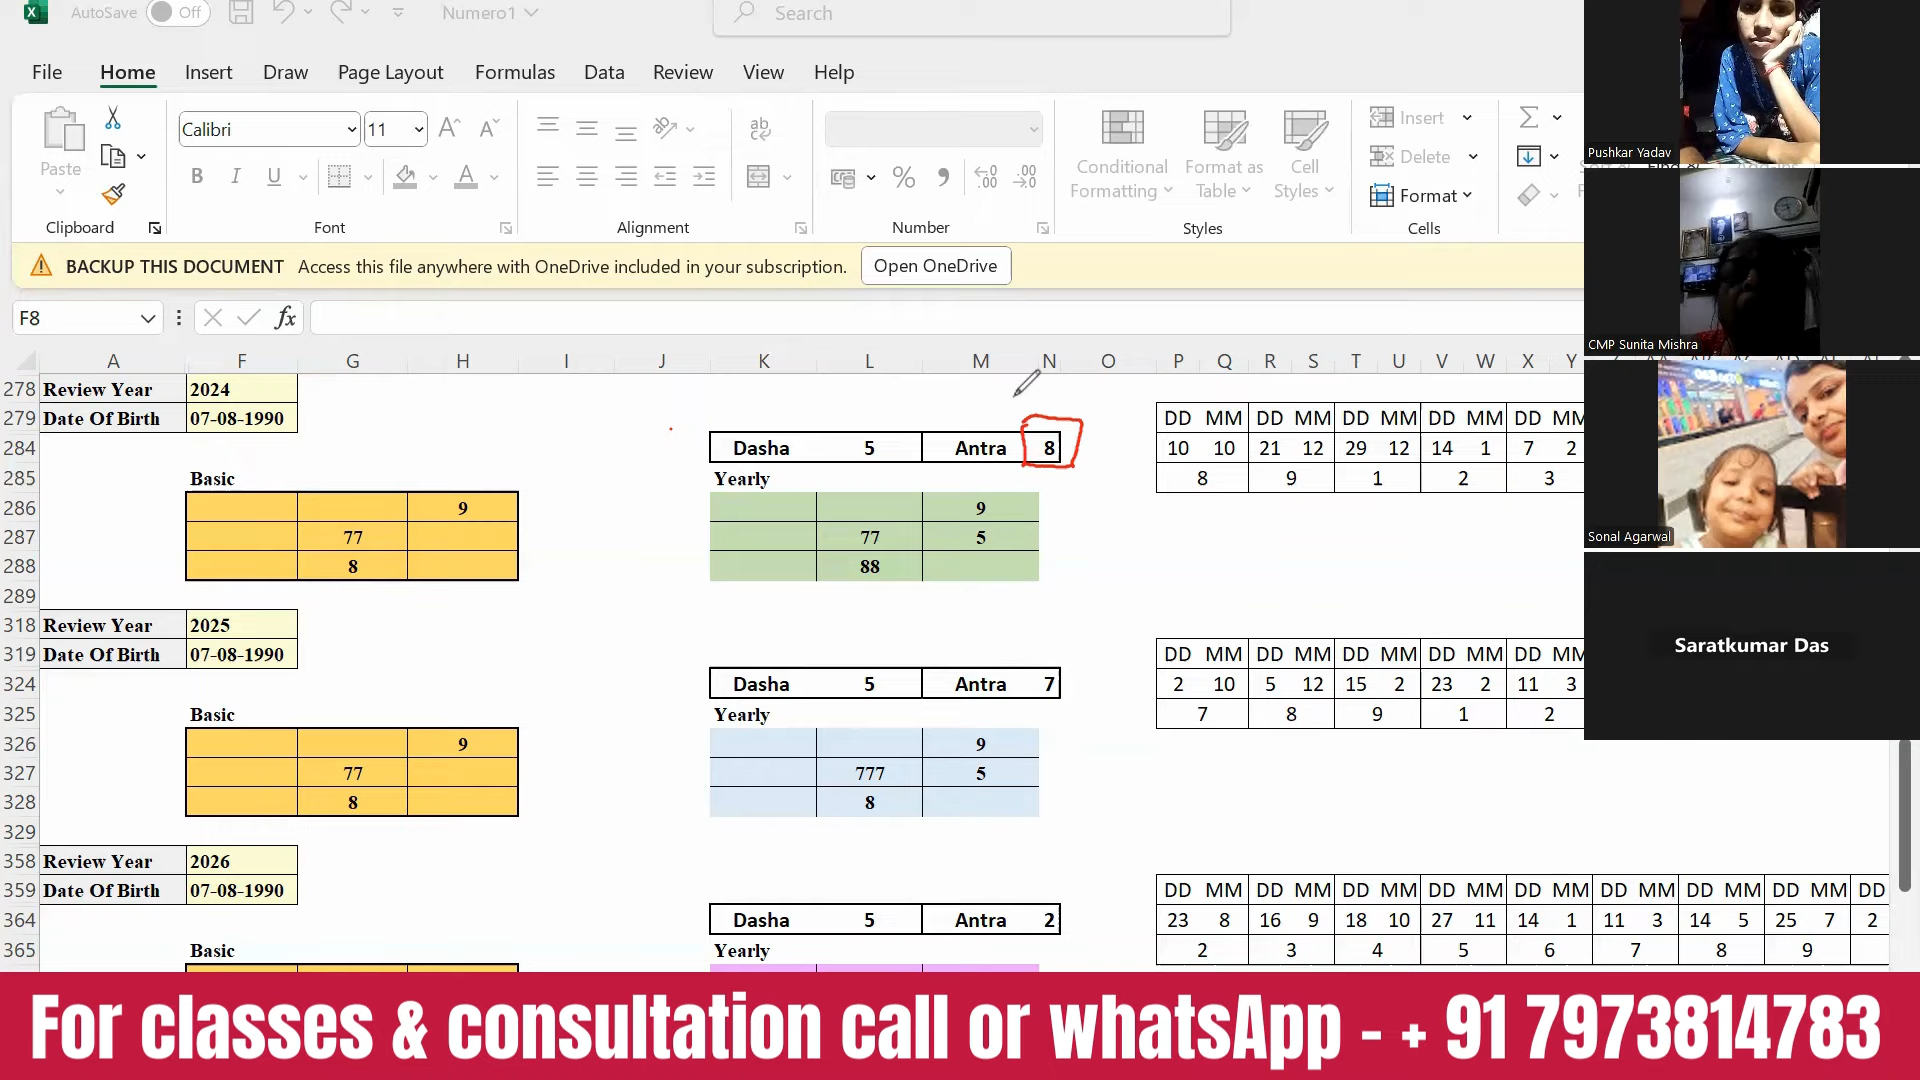 AutoSave Off Numero1 Search
File Home Insert Draw Page Layout Formulas Data Review View Help
Calibri 11
Paste
B I U
Conditional Formatting
Format as Table
Cell Styles
Insert
Delete
Format
Clipboard Font Alignment Number Styles Cells
BACKUP THIS DOCUMENT Access this file anywhere with OneDrive included in your subscription. Open OneDrive
F8 fx
A F G H I J K L M N O P Q R S T U V W X Y
278 Review Year 2024
279 Date Of Birth 07-08-1990 DD MM DD MM DD MM DD MM DD MM
284 Dasha 5 Antra 8 10 10 21 12 29 12 14 1 7 2
285 Basic Yearly 8 9 1 2 3
286 9 9
287 77 77 5
288 8 88
289
318 Review Year 2025
319 Date Of Birth 07-08-1990 DD MM DD MM DD MM DD MM DD MM
324 Dasha 5 Antra 7 2 10 5 12 15 2 23 2 11 3
325 Basic Yearly 7 8 9 1 2
326 9 9
327 77 777 5
328 8 8
329
358 Review Year 2026
359 Date Of Birth 07-08-1990 DD MM DD MM DD MM DD MM DD MM DD MM DD MM DD MM DD
364 Dasha 5 Antra 2 23 8 16 9 18 10 27 11 14 1 11 3 14 5 25 7 2
365 Basic Yearly 2 3 4 5 6 7 8 9
Pushkar Yadav
CMP Sunita Mishra
Sonal Agarwal
Saratkumar Das
For classes & consultation call or whatsApp - + 91 7973814783